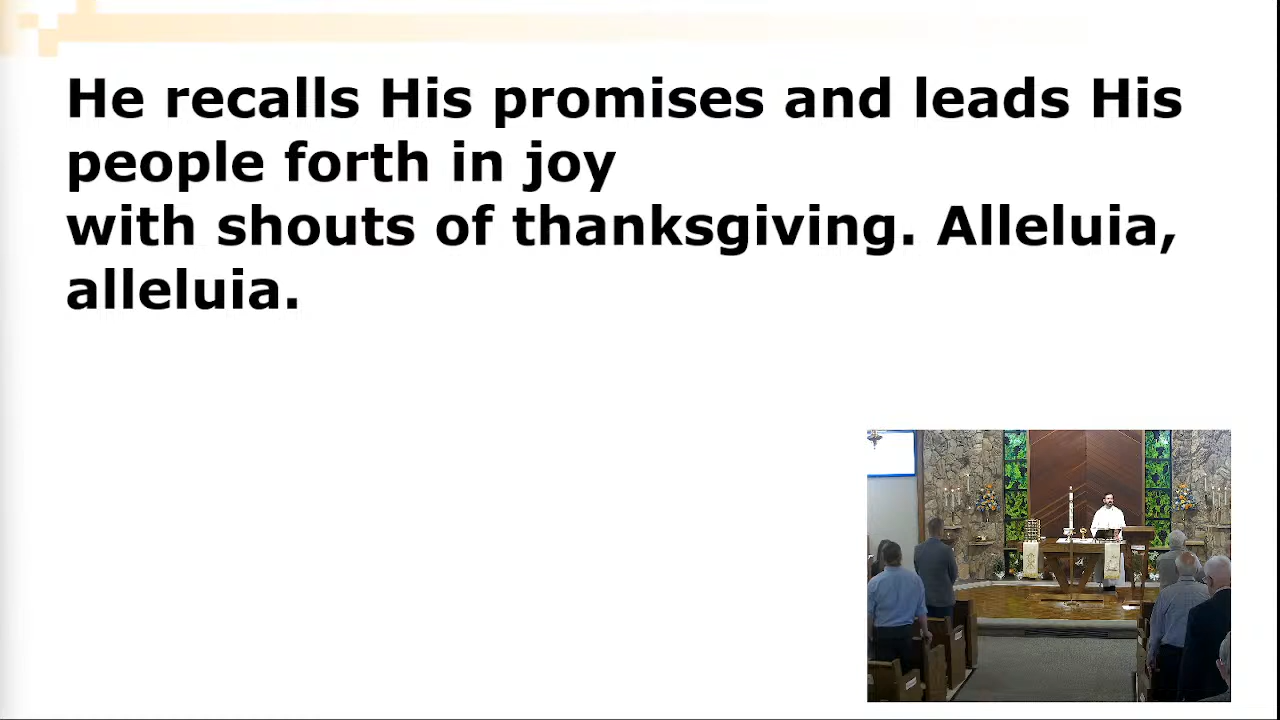 He recalls His promises and leads His
people forth in joy
with shouts of thanksgiving. Alleluia,
alleluia.